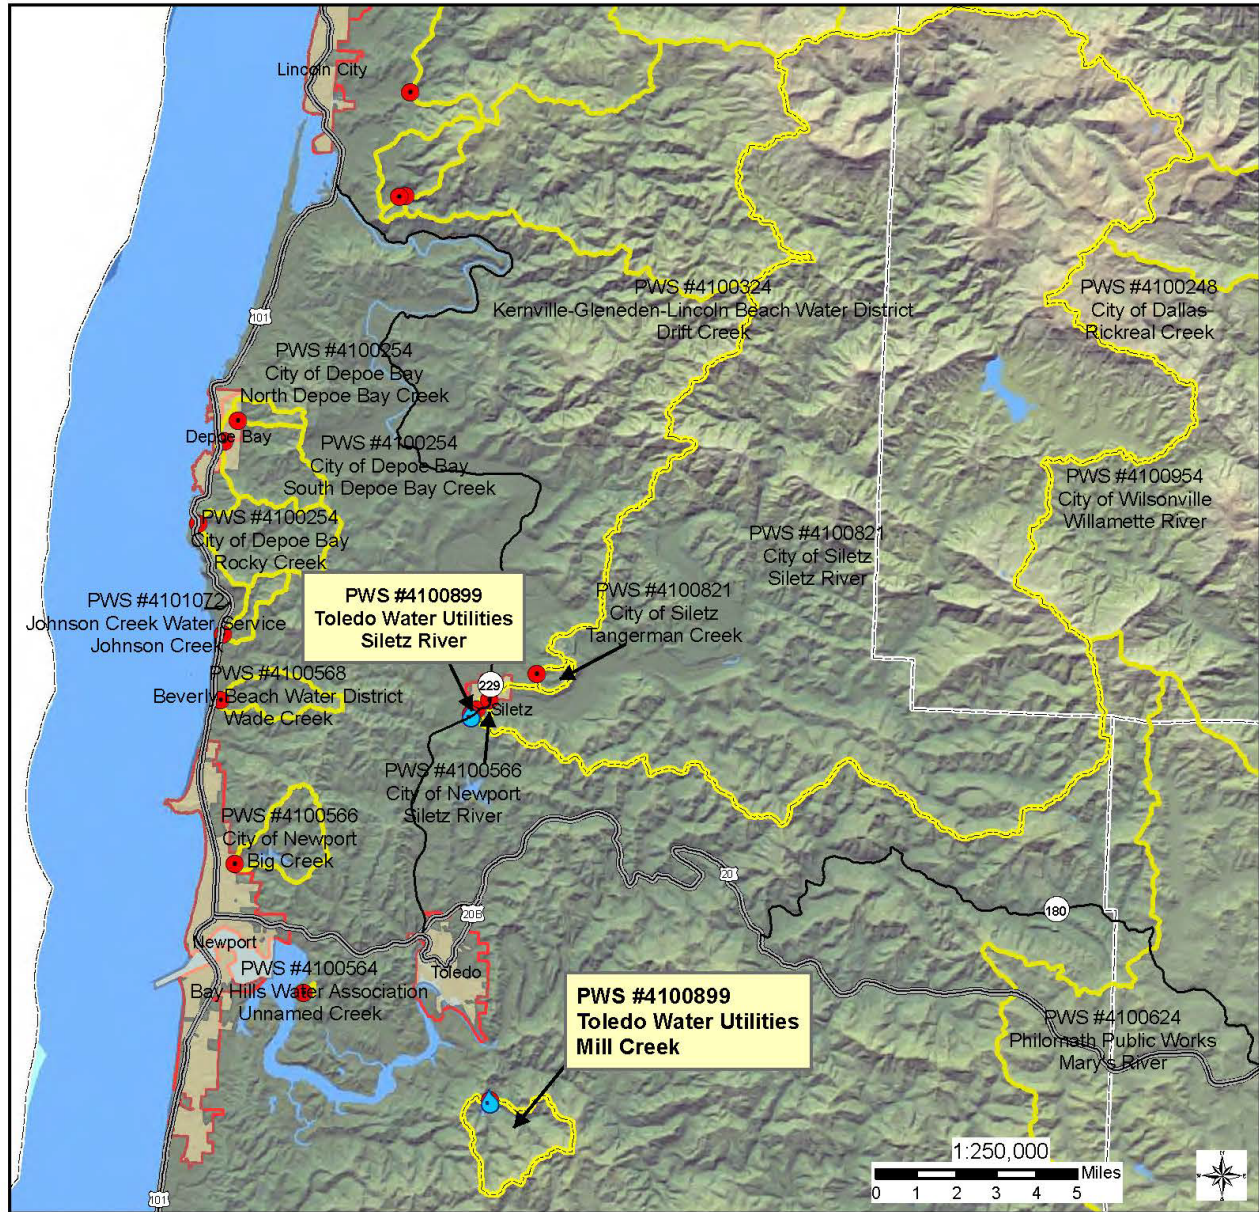 Lincoln City
101
PWS #4100324
Kernville-Gleneden-Lincoln Beach Water District
Drift Creek
PWS #4100248
City of Dallas
Rickreal Creek
PWS #4100254
City of Depoe Bay
North Depoe Bay Creek
Depoe Bay
PWS #4100254
City of Depoe Bay
South Depoe Bay Creek
PWS #4100954
City of Wilsonville
Willamette River
PWS #4100254
City of Depoe Bay
Rocky Creek
PWS #4100821
City of Siletz
Siletz River
PWS #4100899
Toledo Water Utilities
Siletz River
PWS #4100821
City of Siletz
Tangerman Creek
PWS #4101072
Johnson Creek Water Service
Johnson Creek
PWS #4100568
Beverly Beach Water District
Wade Creek
229
Siletz
PWS #4100566
City of Newport
Siletz River
PWS #4100566
City of Newport
Big Creek
20
180
20B
Newport
Toledo
PWS #4100564
Bay Hills Water Association
Unnamed Creek
PWS #4100899
Toledo Water Utilities
Mill Creek
PWS #4100624
Philomath Public Works
Mary's River
1:250,000
Miles
0 1 2 3 4 5
101